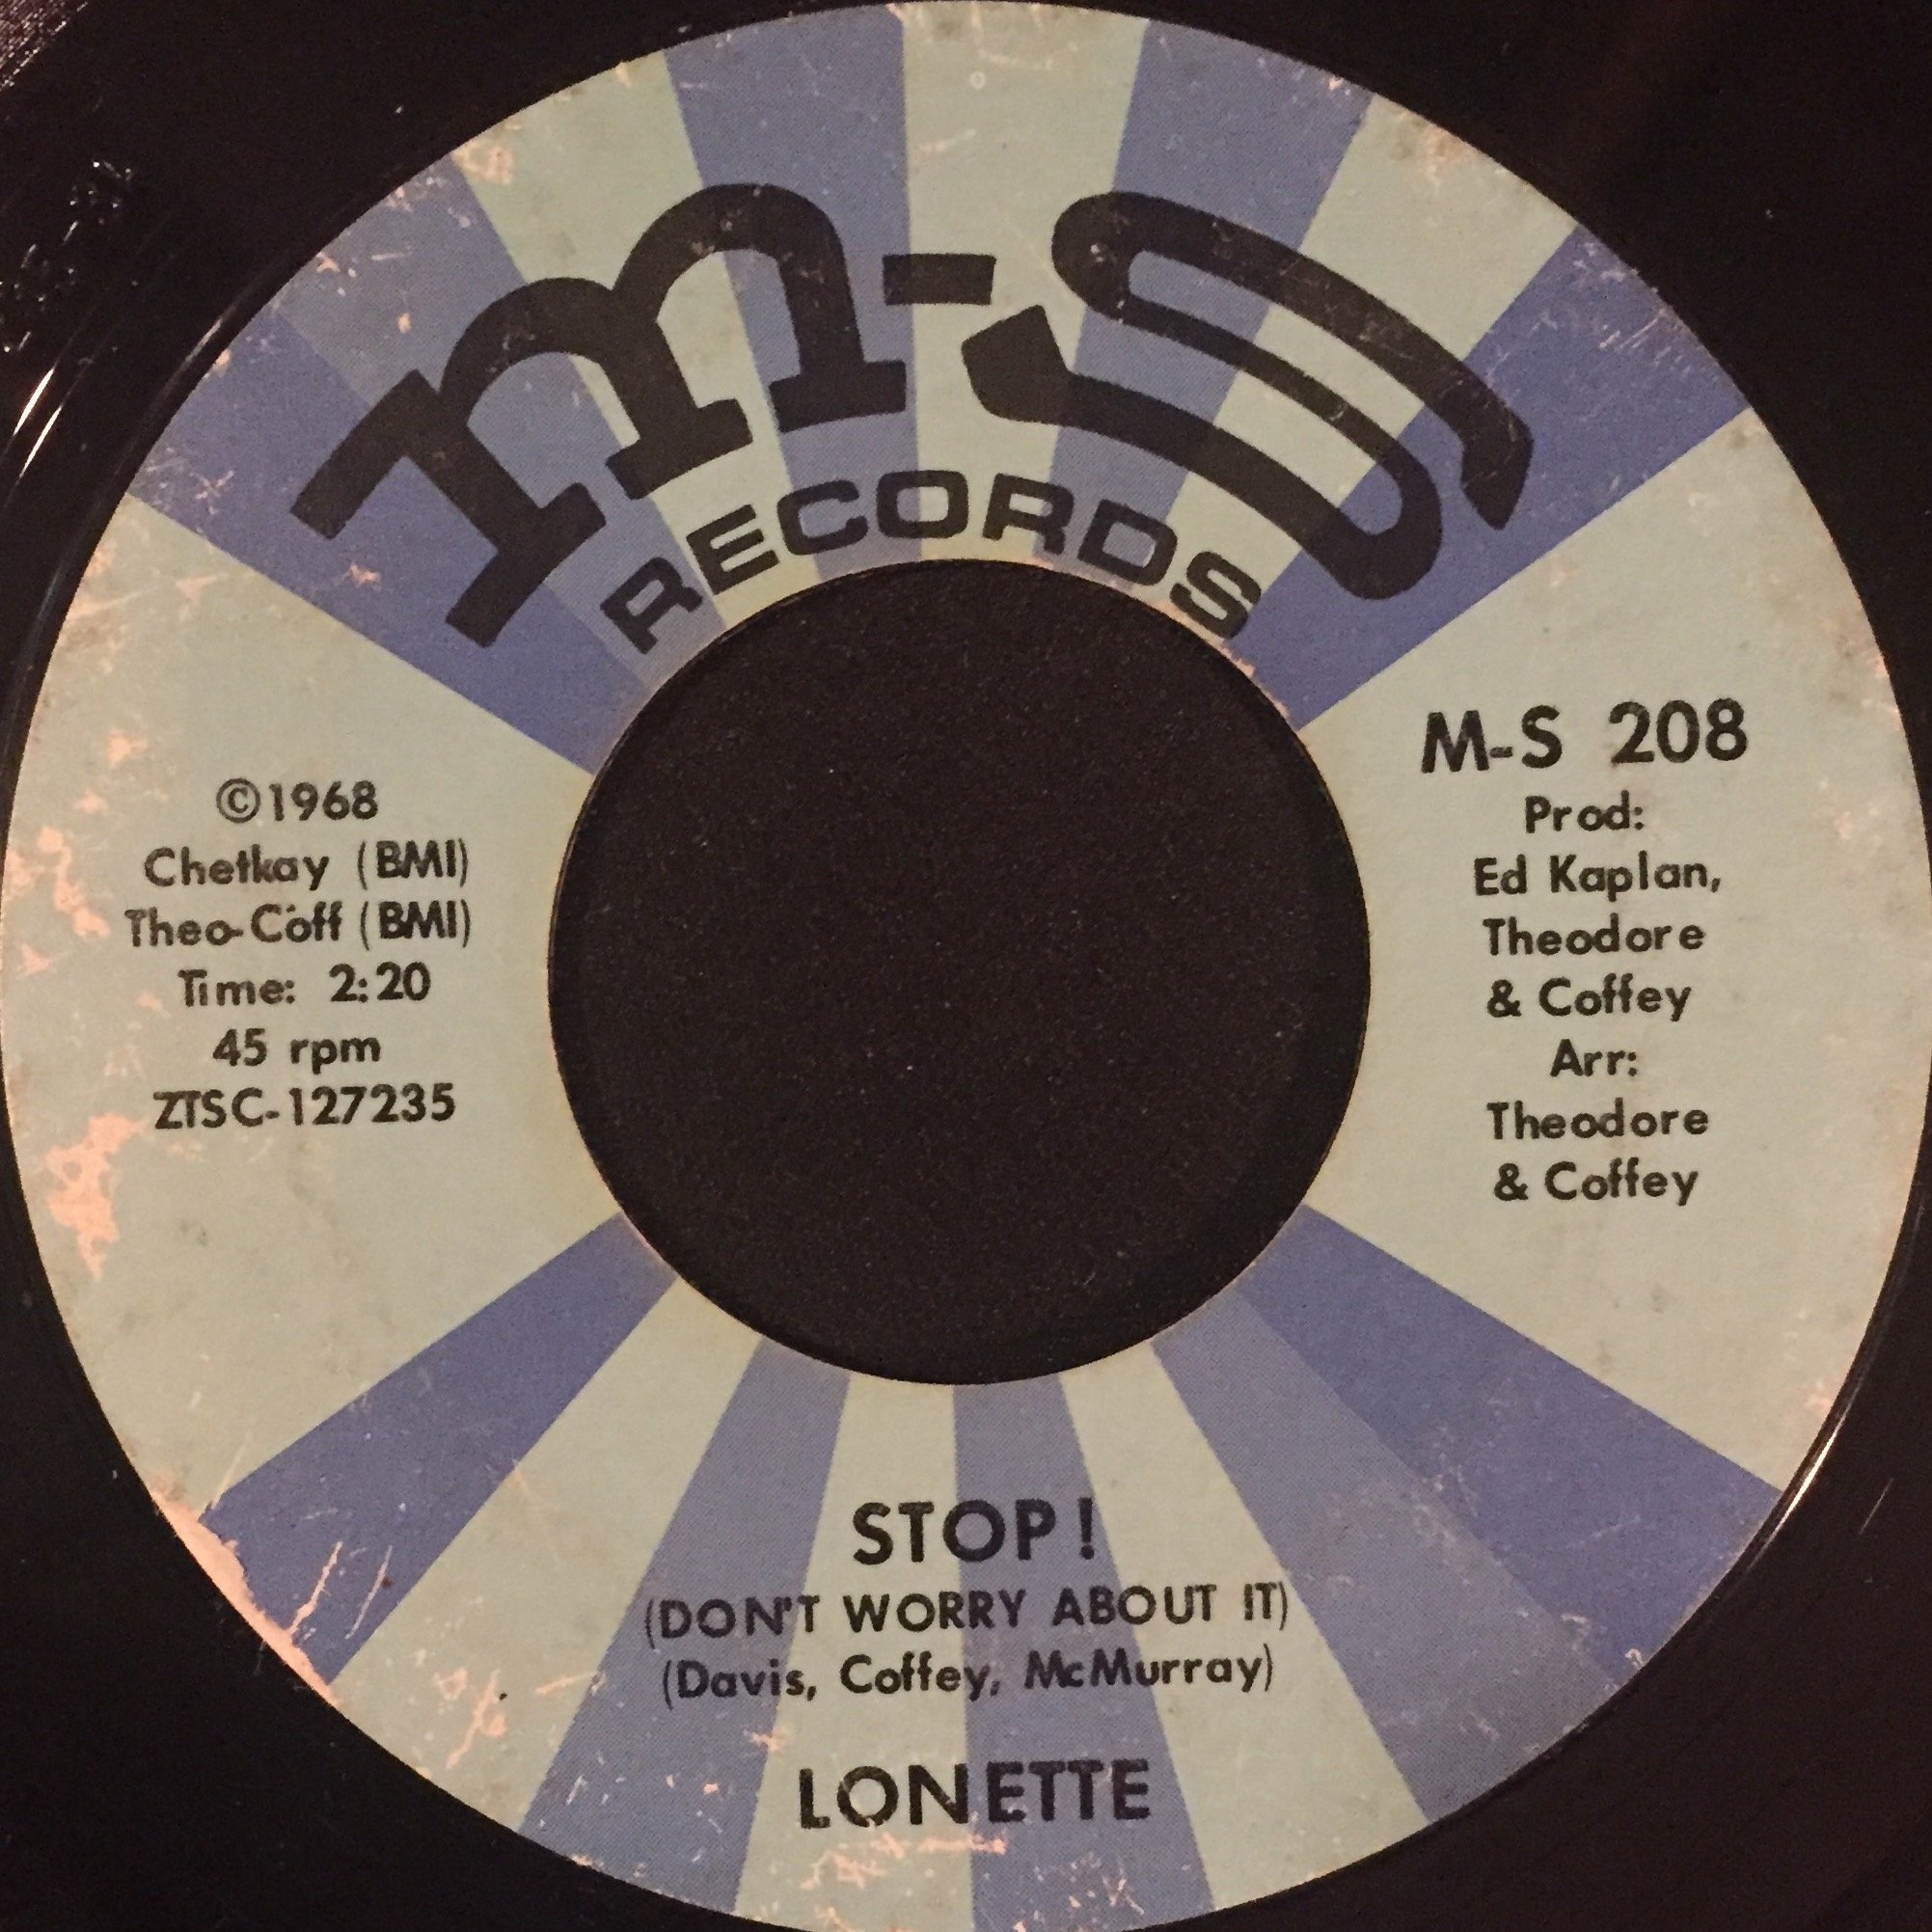 m-S
RECORDS
©1968
Chetkay (BMI)
Theo-Coff (BMI)
Time: 2:20
45 rpm
ZTSC-127235
M-S 208
Prod:
Ed Kaplan,
Theodore
& Coffey
Arr:
Theodore
& Coffey
STOP!
(DON'T WORRY ABOUT IT)
(Davis, Coffey, McMurray)
LONETTE